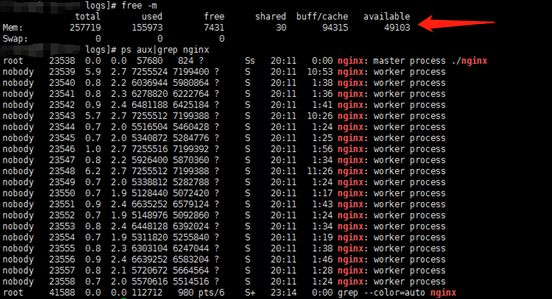 logs]# free -m
total used free shared buff/cache available
Mem: 257719 155973 7431 30 94315 49103
Swap: 0 0 0
logs]# ps aux|grep nginx
root 23538 0.0 0.0 57680 824 ? Ss 20:11 0:00 nginx: master process ./nginx
nobody 23539 5.9 2.7 7255524 7199400 ? S 20:11 10:53 nginx: worker process
nobody 23540 0.8 2.2 6036944 5980864 ? S 20:11 1:38 nginx: worker process
nobody 23541 0.8 2.3 6278820 6222764 ? S 20:11 1:36 nginx: worker process
nobody 23542 0.9 2.4 6481188 6425184 ? S 20:11 1:41 nginx: worker process
nobody 23543 5.7 2.7 7255512 7199388 ? S 20:11 10:26 nginx: worker process
nobody 23544 0.7 2.0 5516504 5460428 ? S 20:11 1:24 nginx: worker process
nobody 23545 0.7 2.0 5340872 5284776 ? S 20:11 1:25 nginx: worker process
nobody 23546 1.0 2.7 7255516 7199392 ? S 20:11 1:56 nginx: worker process
nobody 23547 0.8 2.2 5926400 5870360 ? S 20:11 1:34 nginx: worker process
nobody 23548 6.2 2.7 7255512 7199388 ? S 20:11 11:26 nginx: worker process
nobody 23549 0.7 2.0 5338812 5282788 ? S 20:11 1:24 nginx: worker process
nobody 23550 0.7 1.9 5128440 5072420 ? S 20:11 1:17 nginx: worker process
nobody 23551 0.9 2.4 6635252 6579124 ? S 20:11 1:43 nginx: worker process
nobody 23552 0.7 1.9 5148976 5092860 ? S 20:11 1:24 nginx: worker process
nobody 23553 0.8 2.4 6448128 6392024 ? S 20:11 1:34 nginx: worker process
nobody 23554 0.7 1.9 5311820 5255840 ? S 20:11 1:19 nginx: worker process
nobody 23555 0.8 2.3 6303104 6247044 ? S 20:11 1:38 nginx: worker process
nobody 23556 0.9 2.4 6639252 6583204 ? S 20:11 1:46 nginx: worker process
nobody 23557 0.8 2.1 5720672 5664564 ? S 20:11 1:28 nginx: worker process
nobody 23558 0.7 2.0 5570616 5514516 ? S 20:11 1:24 nginx: worker process
root 41588 0.0 0.0 112712 980 pts/6 S+ 23:14 0:00 grep --color=auto nginx